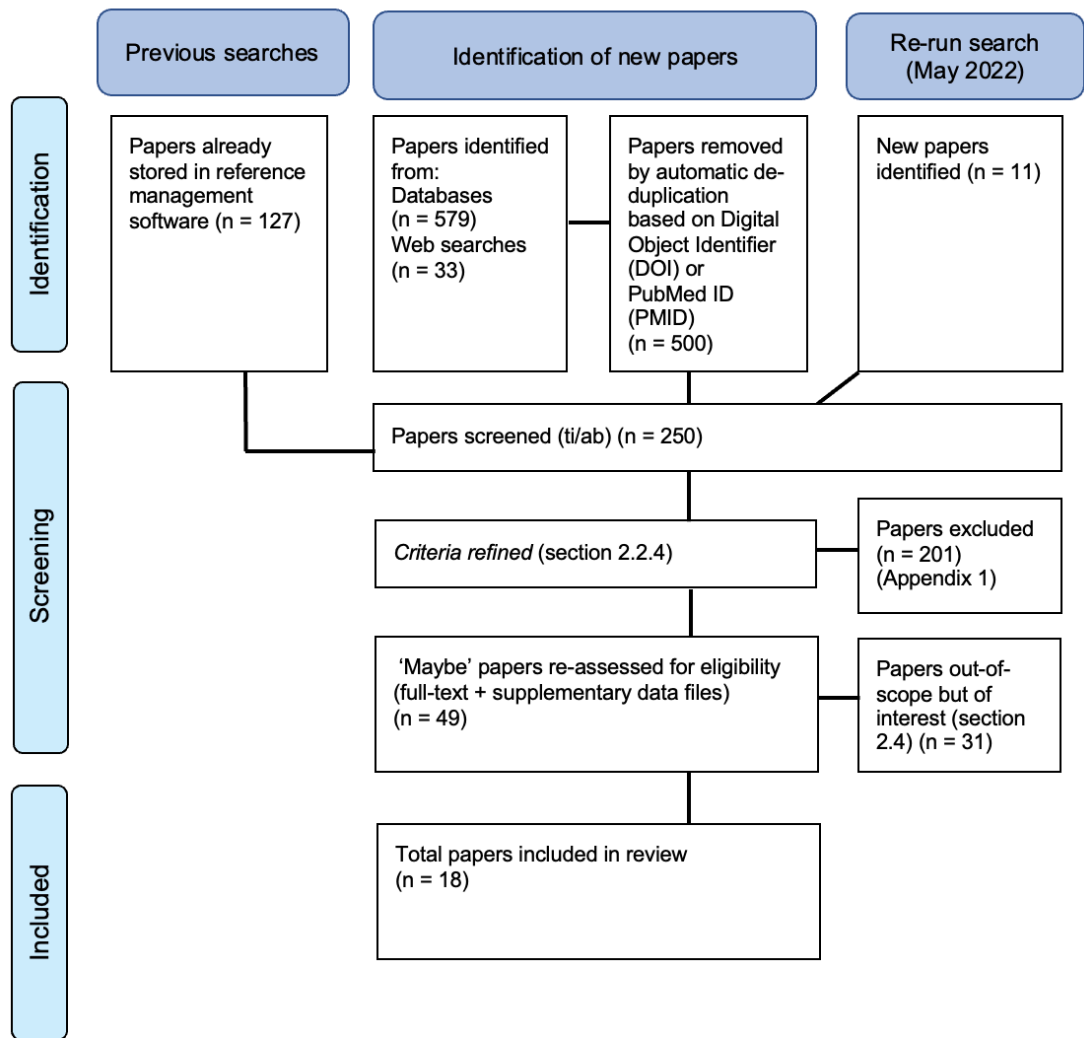 Previous searches
Identification of new papers
Re-run search
(May 2022)
Identification
Papers already
stored in reference
management
software (n = 127)
Papers identified
from:
Databases
(n = 579)
Web searches
(n = 33)
Papers removed
by automatic de-
duplication
based on Digital
Object Identifier
(DOI) or
PubMed ID
(PMID)
(n = 500)
New papers
identified (n = 11)
Screening
Papers screened (ti/ab) (n = 250)
Criteria refined (section 2.2.4)
Papers excluded
(n = 201)
(Appendix 1)
‘Maybe’ papers re-assessed for eligibility
(full-text + supplementary data files)
(n = 49)
Papers out-of-
scope but of
interest (section
2.4) (n = 31)
Included
Total papers included in review
(n = 18)